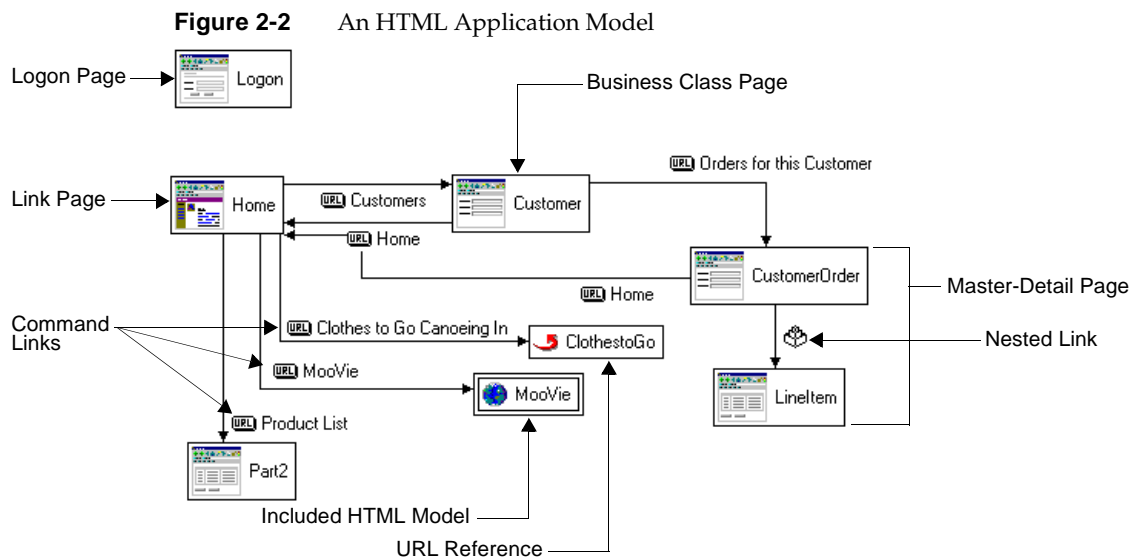 Figure 2-2 An HTML Application Model
Logon Page
Logon
Business Class Page
URL Orders for this Customer
Link Page
Home
URL Customers
Customer
URL Home
CustomerOrder
URL Home
Master-Detail Page
Command
Links
URL Clothes to Go Canoeing In
ClothestoGo
Nested Link
URL MooVie
MooVie
LineItem
URL Product List
Part2
Included HTML Model
URL Reference